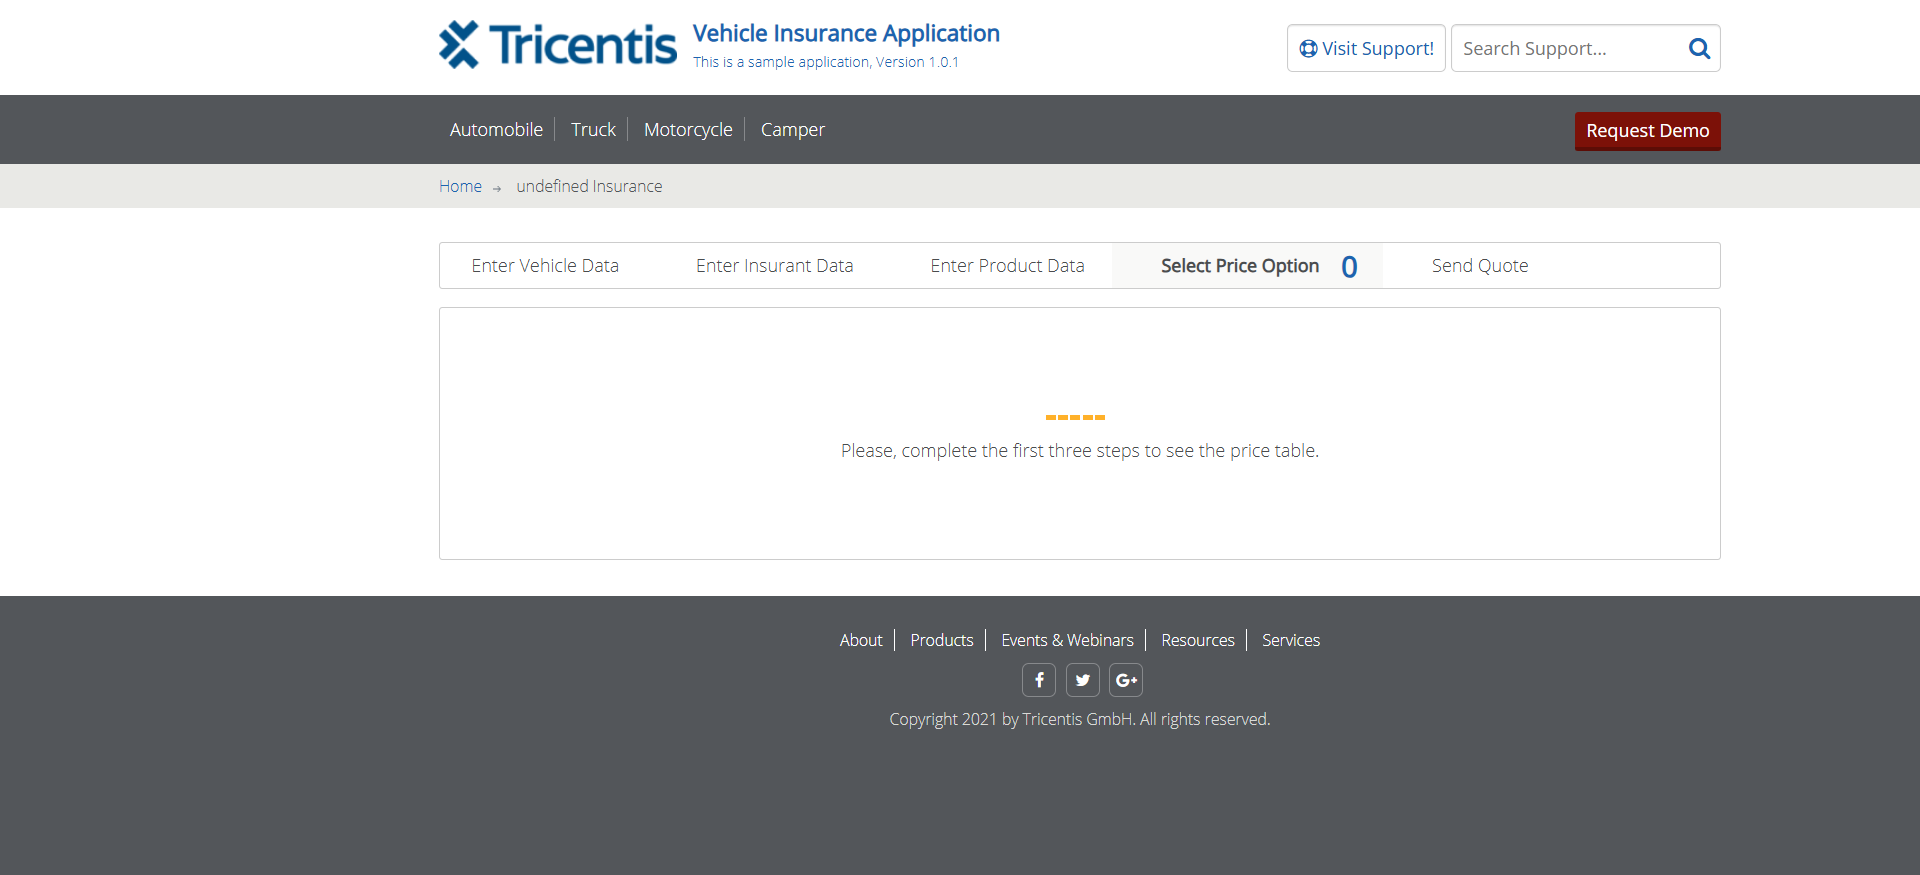 Tricentis
Vehicle Insurance Application
This is a sample application, Version 1.0.1
Visit Support!
Search Support...
Automobile
Truck
Motorcycle
Camper
Request Demo
Home
undefined Insurance
Enter Vehicle Data
Enter Insurant Data
Enter Product Data
Select Price Option 0
Send Quote
Please, complete the first three steps to see the price table.
About
Products
Events & Webinars
Resources
Services
Copyright 2021 by Tricentis GmbH. All rights reserved.